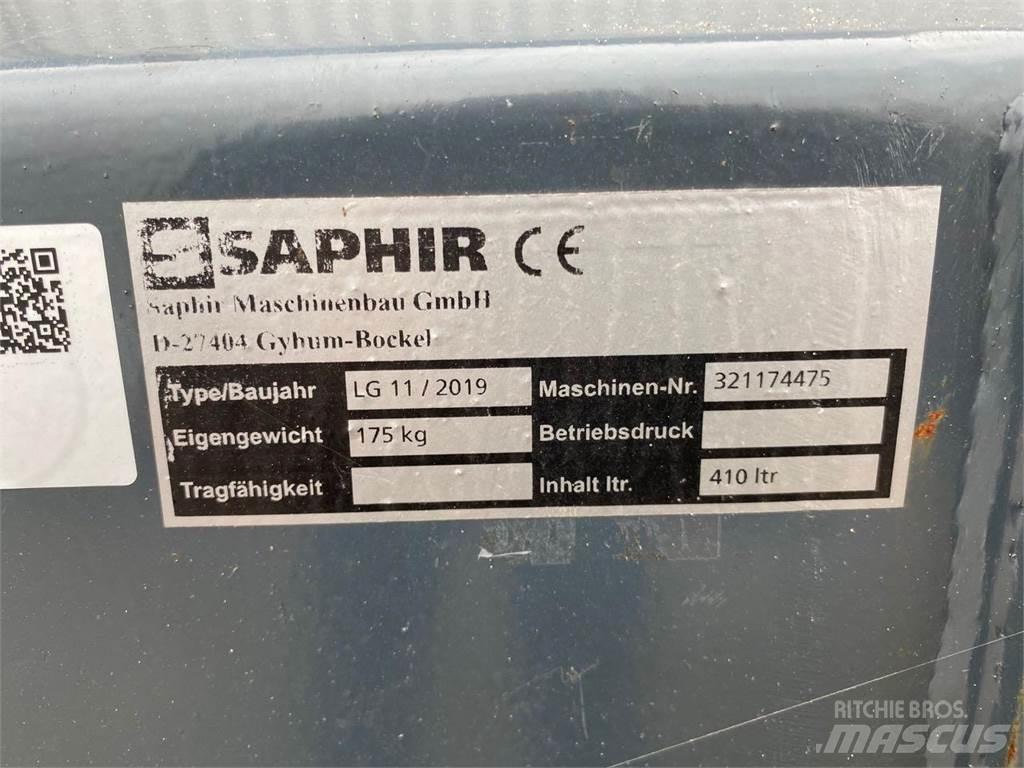 SAPHIR CE
Saphir Maschinenbau GmbH
D-27404 Gyhum-Bockel
Type/Baujahr LG 11 / 2019 Maschinen-Nr. 321174475
Eigengewicht 175 kg Betriebsdruck
Tragfähigkeit Inhalt ltr. 410 ltr
RITCHIE BROS.
MASCUS